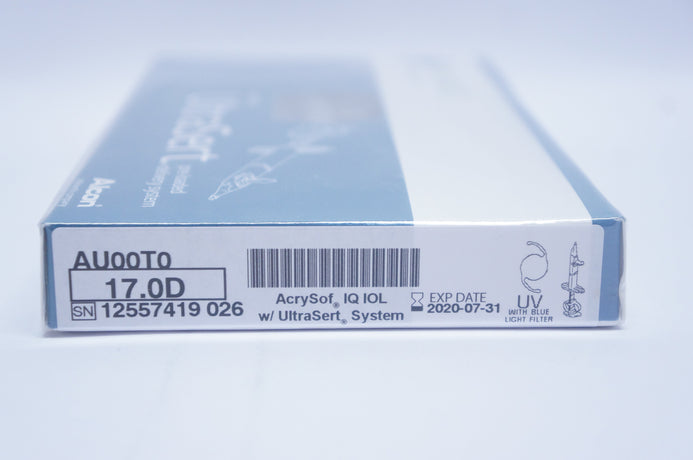 UltraSert
Alcon
AU00T0
17.0D
SN 12557419 026
AcrySof® IQ IOL
w/ UltraSert® System
EXP DATE
2020-07-31
UV
WITH BLUE
LIGHT FILTER